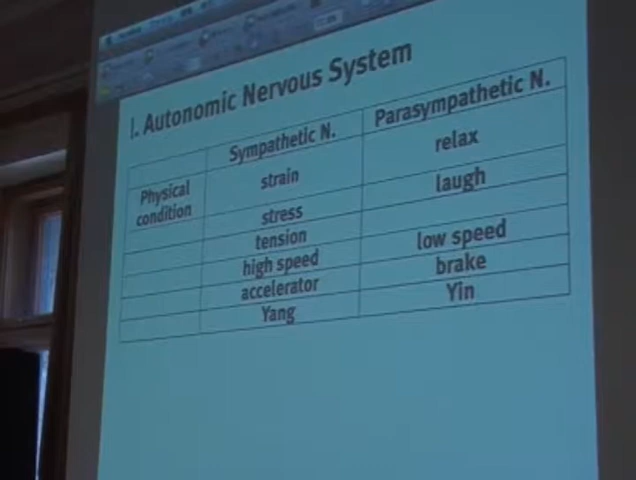 I. Autonomic Nervous System
Sympathetic N. Parasympathetic N.
Physical condition strain relax
stress laugh
tension
high speed low speed
accelerator brake
Yang Yin